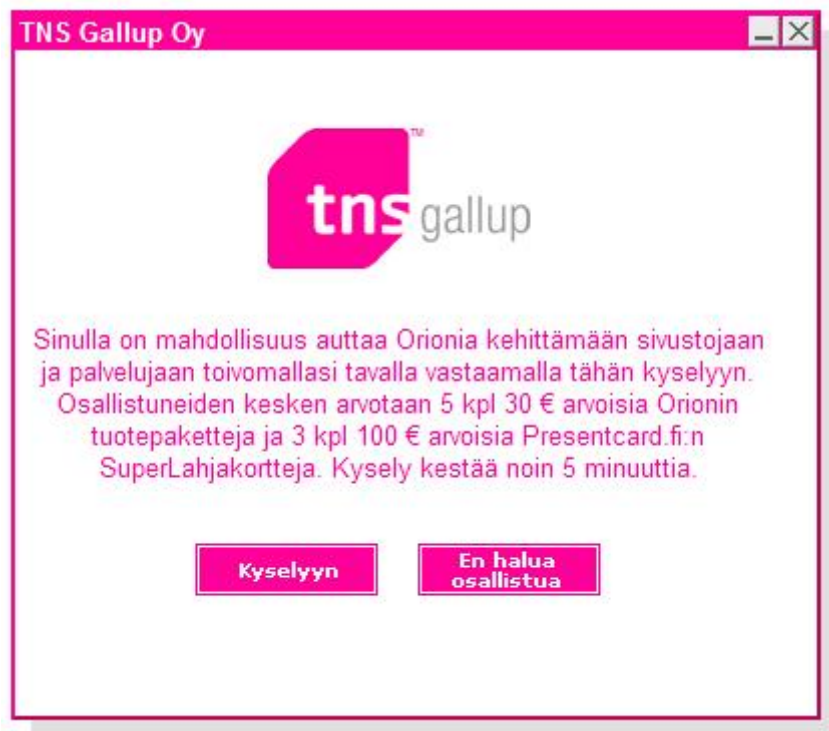 TNS Gallup Oy
tns gallup
TM
Sinulla on mahdollisuus auttaa Orionia kehittämään sivustojaan
ja palvelujaan toivomallasi tavalla vastaamalla tähän kyselyyn.
Osallistuneiden kesken arvotaan 5 kpl 30 € arvoisia Orionin
tuotepaketteja ja 3 kpl 100 € arvoisia Presentcard.fi:n
SuperLahjakortteja. Kysely kestää noin 5 minuuttia.
Kyselyyn
En halua
osallistua